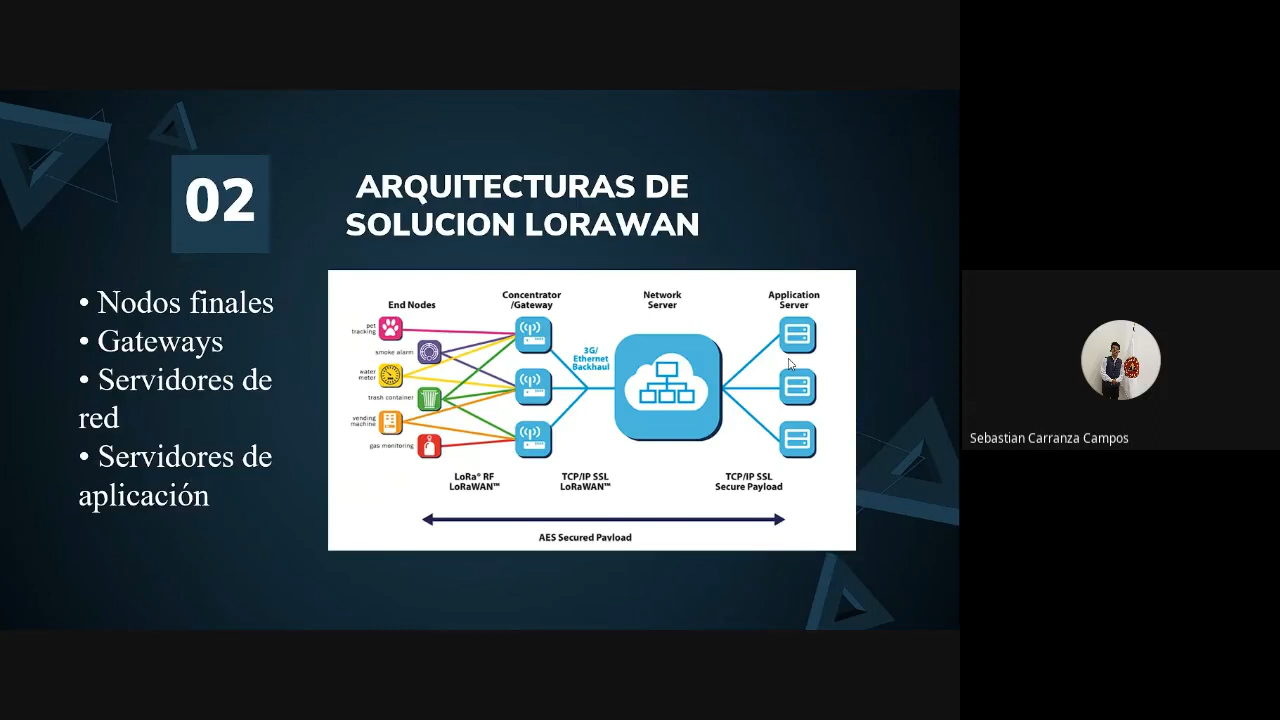 02
ARQUITECTURAS DE
SOLUCION LORAWAN
• Nodos finales
• Gateways
• Servidores de
red
• Servidores de
aplicación
End Nodes
Concentrator
/Gateway
Network
Server
Application
Server
pet
tracking
smoke alarm
water
meter
trash container
vending
machine
gas monitoring
3G/
Ethernet
Backhaul
LoRa® RF
LoRaWAN™
TCP/IP SSL
LoRaWAN™
TCP/IP SSL
Secure Payload
AES Secured Payload
Sebastian Carranza Campos